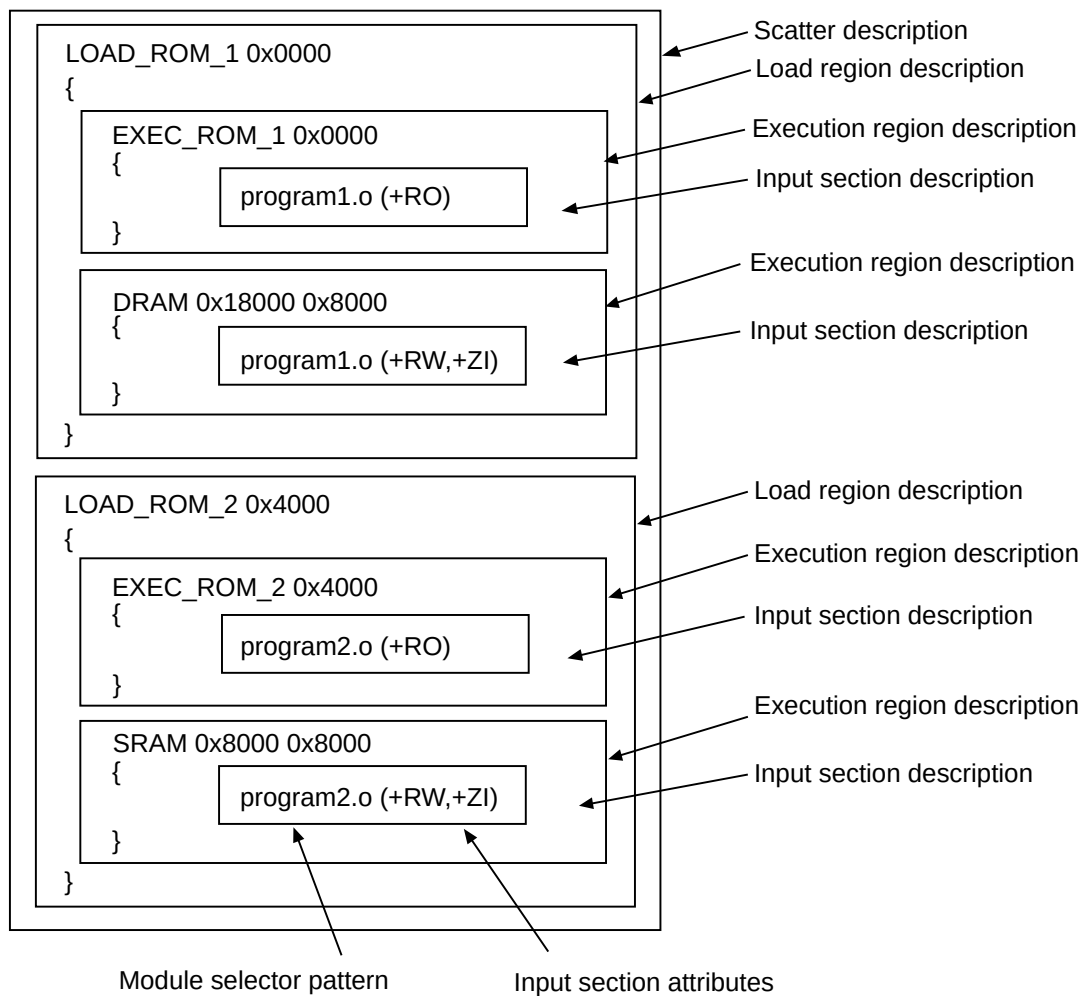 Scatter description
LOAD_ROM_1 0x0000
Load region description
{
EXEC_ROM_1 0x0000
Execution region description
{
program1.o (+RO)
Input section description
}
DRAM 0x18000 0x8000
Execution region description
{
program1.o (+RW,+ZI)
Input section description
}
}
LOAD_ROM_2 0x4000
Load region description
{
EXEC_ROM_2 0x4000
Execution region description
{
program2.o (+RO)
Input section description
}
SRAM 0x8000 0x8000
Execution region description
{
program2.o (+RW,+ZI)
Input section description
}
}
Module selector pattern
Input section attributes